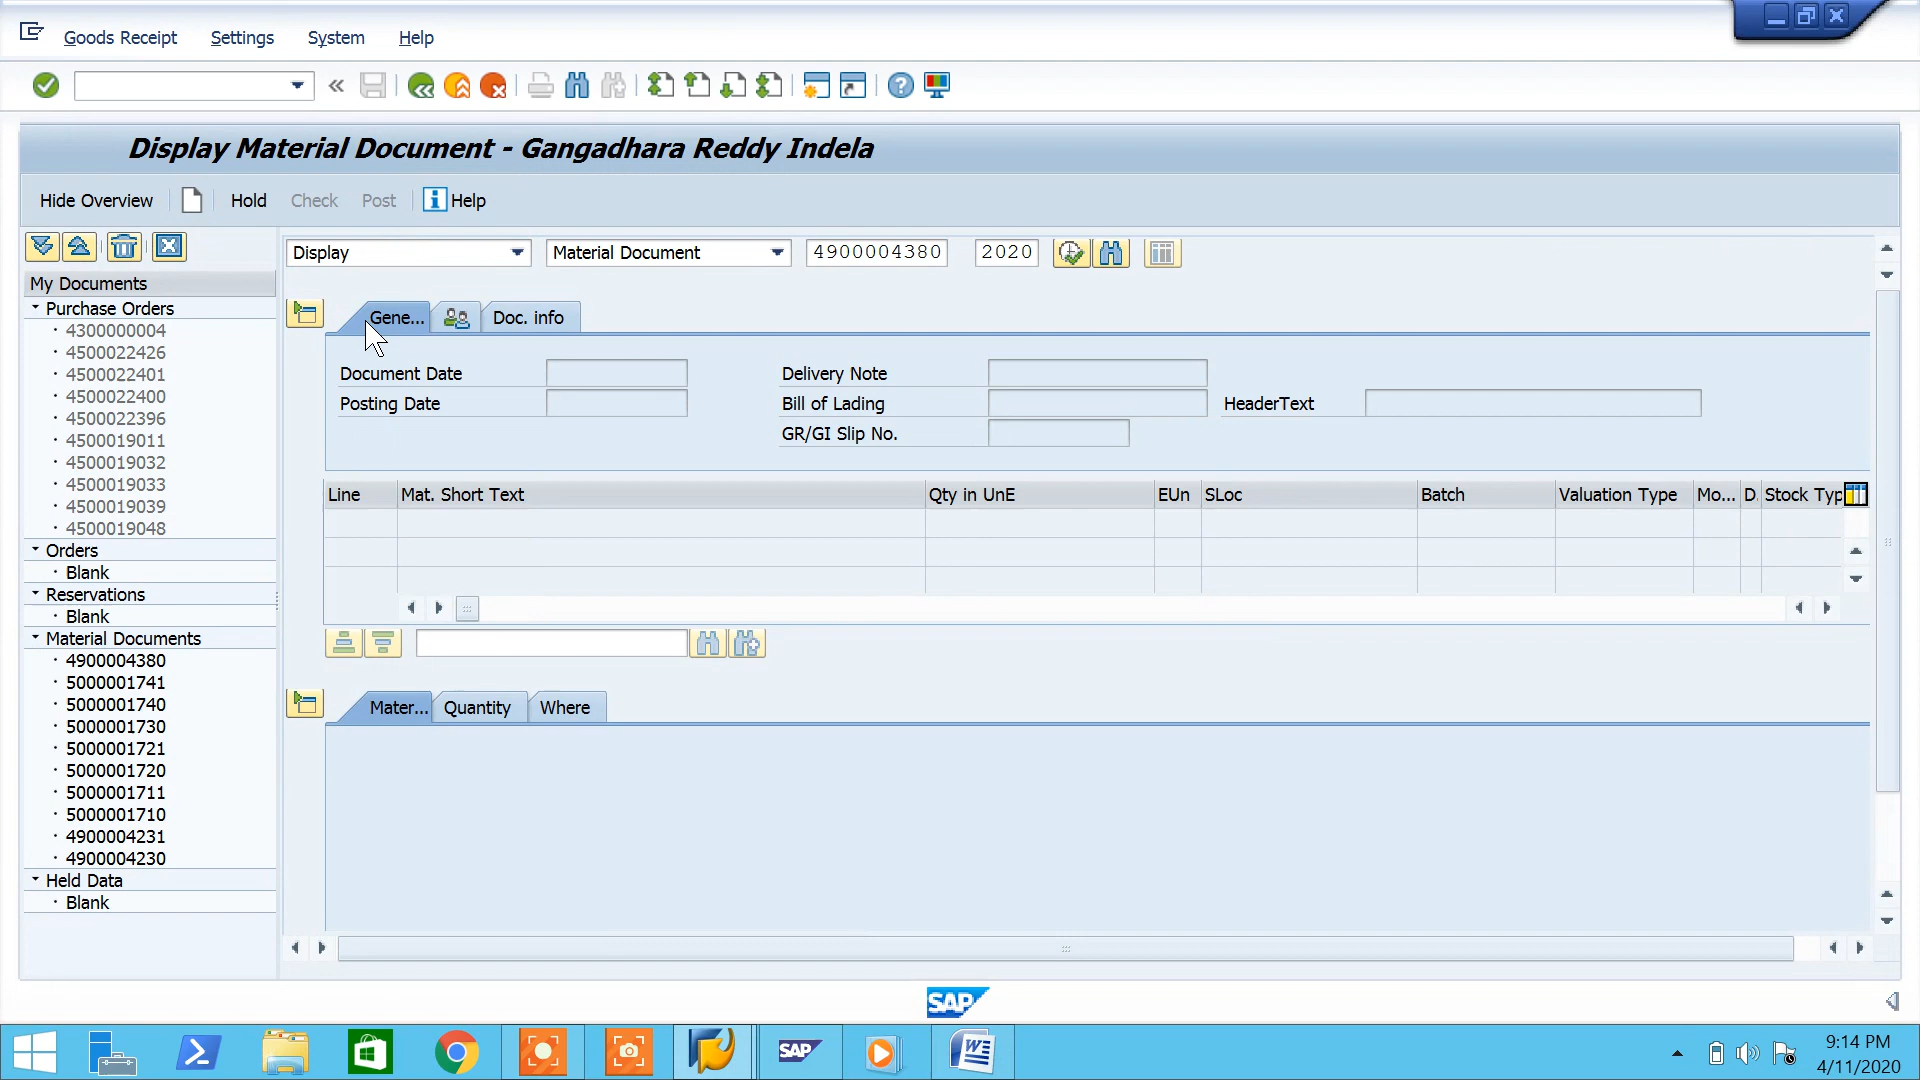 Goods Receipt Settings System Help
Display Material Document - Gangadhara Reddy Indela
Hide Overview Hold Check Post Help
Display Material Document 4900004380 2020
My Documents
Purchase Orders
4300000004
4500022426
4500022401
4500022400
4500022396
4500019011
4500019032
4500019033
4500019039
4500019048
Orders
Blank
Reservations
Blank
Material Documents
4900004380
5000001741
5000001740
5000001730
5000001721
5000001720
5000001711
5000001710
4900004231
4900004230
Held Data
Blank
Gene... Doc. info
Document Date Delivery Note
Posting Date Bill of Lading HeaderText
GR/GI Slip No.
Line Mat. Short Text Qty in UnE EUn SLoc Batch Valuation Type Mo... D. Stock Typ
Mater... Quantity Where
SAP
SAP
9:14 PM
4/11/2020